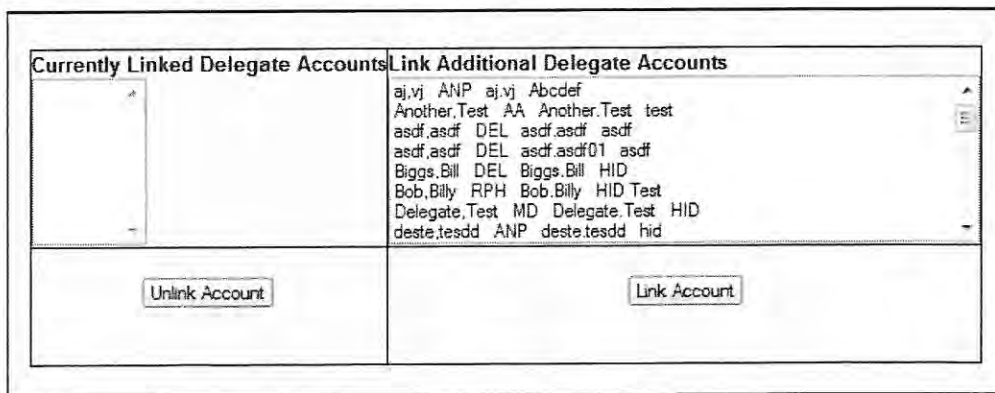 Currently Linked Delegate Accounts
Link Additional Delegate Accounts
aj,vj ANP aj.vj Abcdef
Another,Test AA Another.Test test
asdf,asdf DEL asdf.asdf asdf
asdf,asdf DEL asdf.asdf01 asdf
Biggs,Bill DEL Biggs.Bill HID
Bob,Billy RPH Bob.Billy HID Test
Delegate,Test MD Delegate.Test HID
deste,tesdd ANP deste.tesdd hid
Unlink Account
Link Account